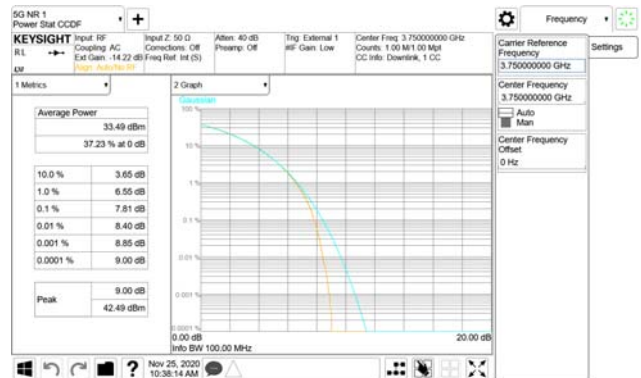 5G NR 1
Power Stat CCDF
Frequency
KEYSIGHT
Input: RF
Input Z: 50 Ω
Atten: 40 dB
Trig: External 1
Center Freq: 3.750000000 GHz
RL
Coupling: AC
Corrections: Off
Preamp: Off
#IF Gain: Low
Counts: 1.00 M/1.00 Mpt
Ext Gain: -14.22 dB
Freq Ref: Int (S)
CC Info: Downlink, 1 CC
Align: Auto/No RF
Carrier Reference
Frequency
3.750000000 GHz
Settings
Center Frequency
3.750000000 GHz
Auto
Man
Center Frequency
Offset
0 Hz
1 Metrics
Average Power
33.49 dBm
37.23 % at 0 dB
10.0 % 3.65 dB
1.0 % 6.55 dB
0.1 % 7.81 dB
0.01 % 8.40 dB
0.001 % 8.85 dB
0.0001 % 9.00 dB
Peak
9.00 dB
42.49 dBm
2 Graph
Gaussian
100 %
10 %
1 %
0.1 %
0.01 %
0.001 %
0.0001 %
0.00 dB
20.00 dB
Info BW 100.00 MHz
Nov 25, 2020
10:38:14 AM